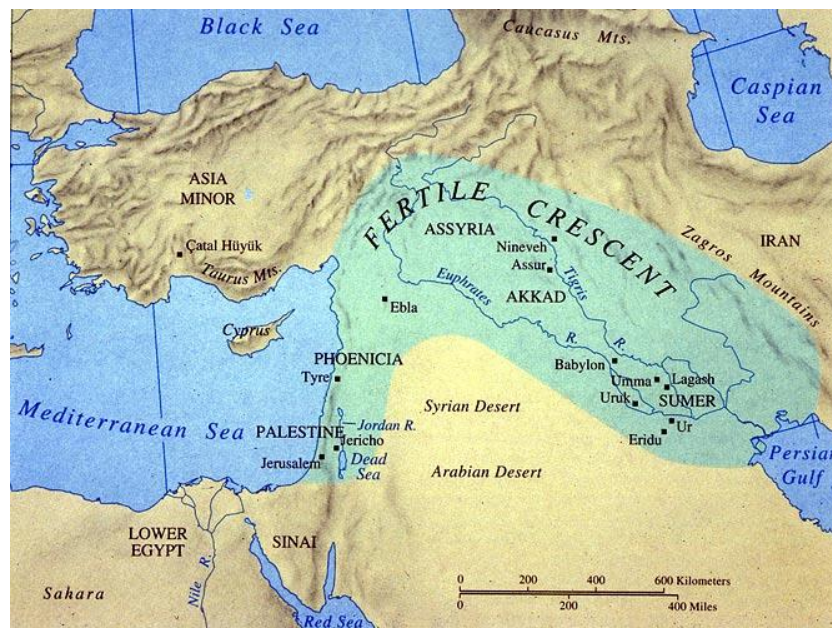 Black Sea
Caucasus Mts.
Caspian
Sea
ASIA
MINOR
FERTILE CRESCENT
ASSYRIA
Çatal Hüyük
Taurus Mts.
Nineveh
Assur
Tigris
R.
Zagros Mountains
IRAN
AKKAD
Euphrates
R.
Ebla
Cyprus
PHOENICIA
Tyre
Babylon
Umma
Lagash
Uruk
SUMER
Ur
Eridu
Mediterranean Sea
Syrian Desert
PALESTINE
Jordan R.
Jericho
Jerusalem
Dead
Sea
Arabian Desert
Persian
Gulf
LOWER
EGYPT
SINAI
Nile R.
Sahara
Red Sea
0 200 400 600 Kilometers
0 200 400 Miles